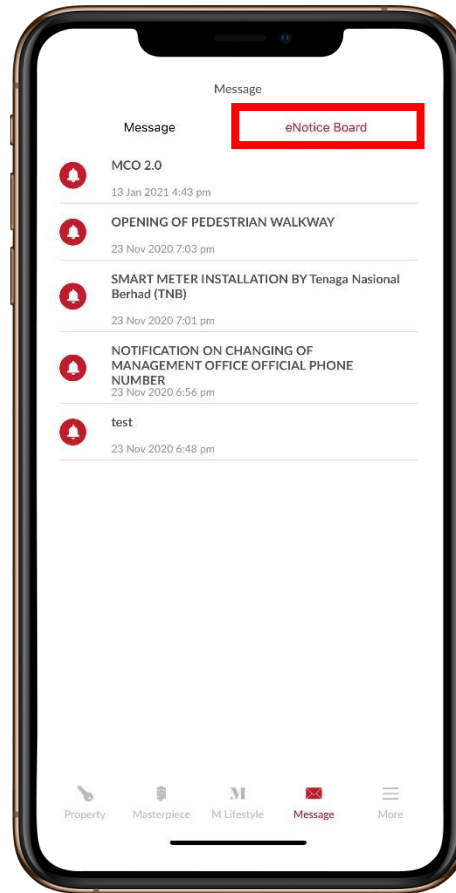 Message
Message eNotice Board
MCO 2.0
13 Jan 2021 4:43 pm
OPENING OF PEDESTRIAN WALKWAY
23 Nov 2020 7:03 pm
SMART METER INSTALLATION BY Tenaga Nasional
Berhad (TNB)
23 Nov 2020 7:01 pm
NOTIFICATION ON CHANGING OF
MANAGEMENT OFFICE OFFICIAL PHONE
NUMBER
23 Nov 2020 6:56 pm
test
23 Nov 2020 6:48 pm
M
Property Masterpiece M Lifestyle Message More